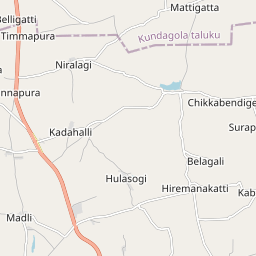 Mattigatta
Belligatti
Timmapura
Kundagola taluku
Niralagi
a
nnapura
Chikkabendige
Kadahalli
Surap
Belagali
Hulasogi
Hiremanakatti
Kab
Madli